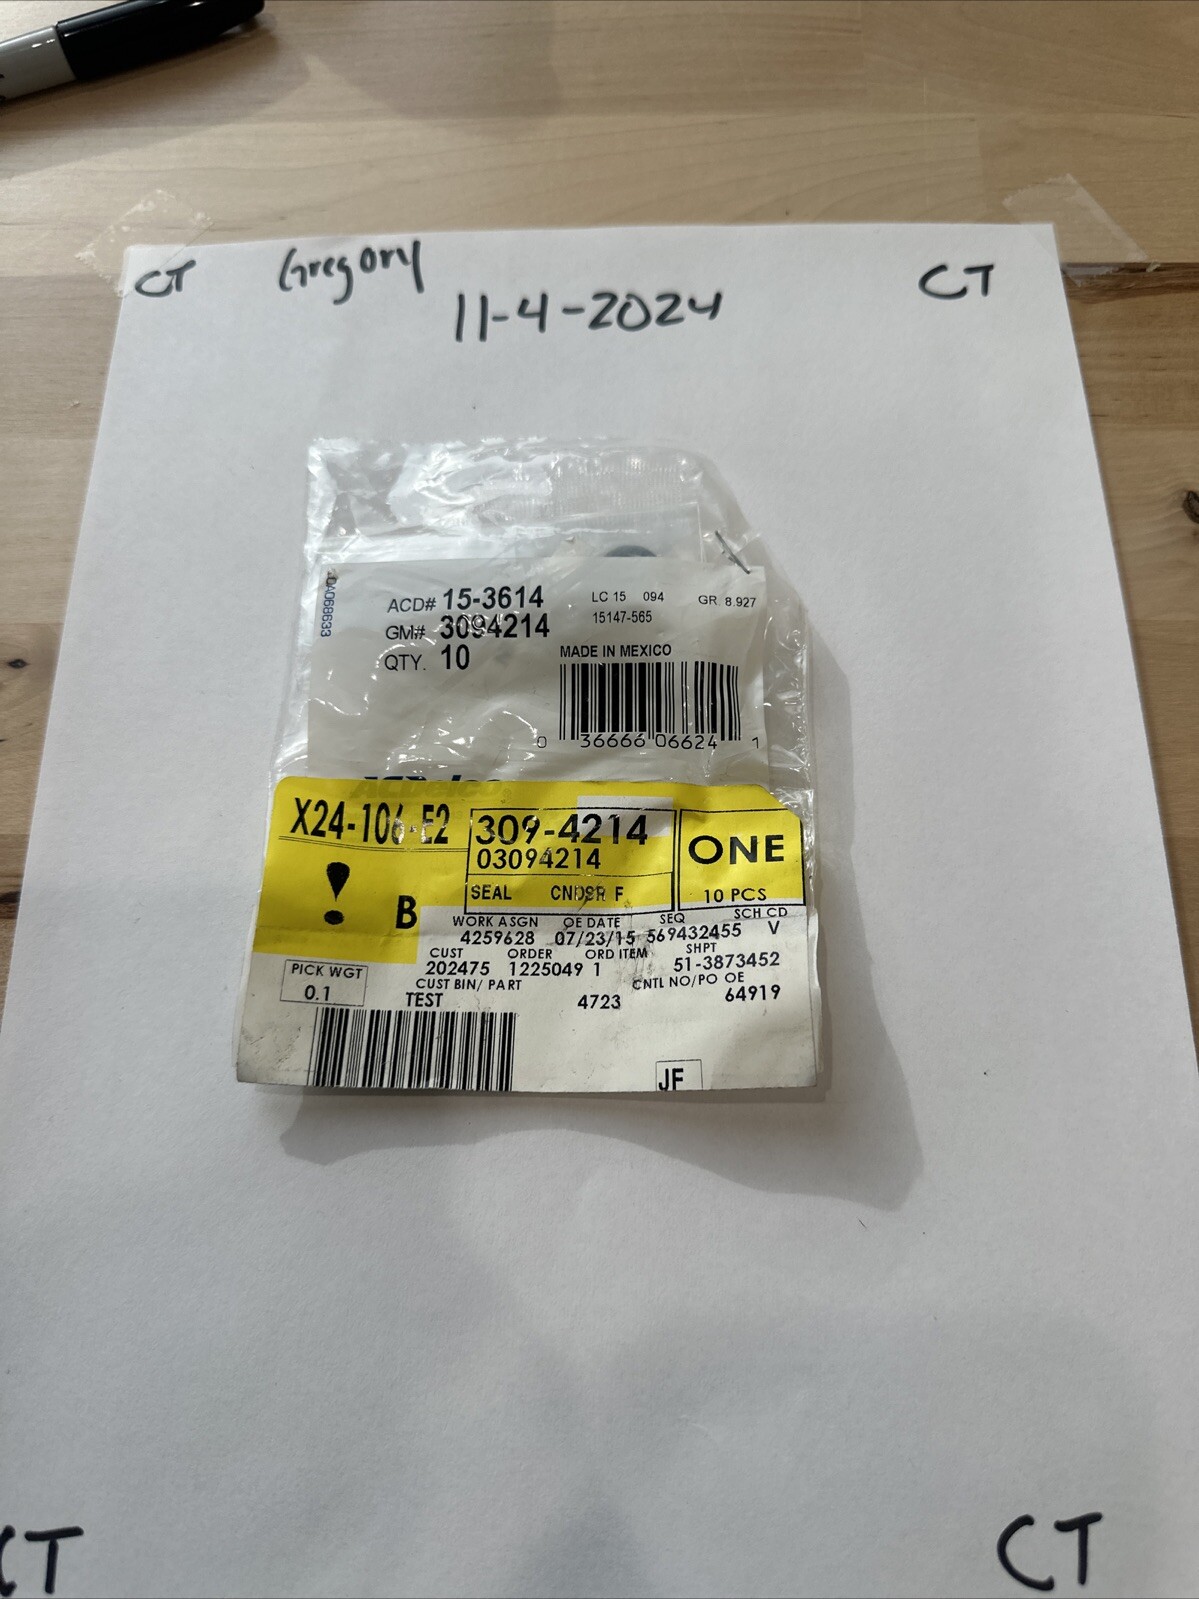 CT Gregory CT
11-4-2024
ACD# 15-3614 LC 15 094 GR. 8.927
GM# 3094214 15147-565
QTY. 10 MADE IN MEXICO
0 36666 06624 1
ACDelco
X24-106-E2 309-4214 ONE
03094214
! B SEAL CNDSR F 10 PCS
WORK ASGN OE DATE SEQ SCH CD
4259628 07/23/15 569432455 V
CUST ORDER ORD ITEM SHPT
202475 1225049 1 51-3873452
PICK WGT CUST BIN/ PART CNTL NO/PO OE
0.1 TEST 4723 64919
JF
CT CT